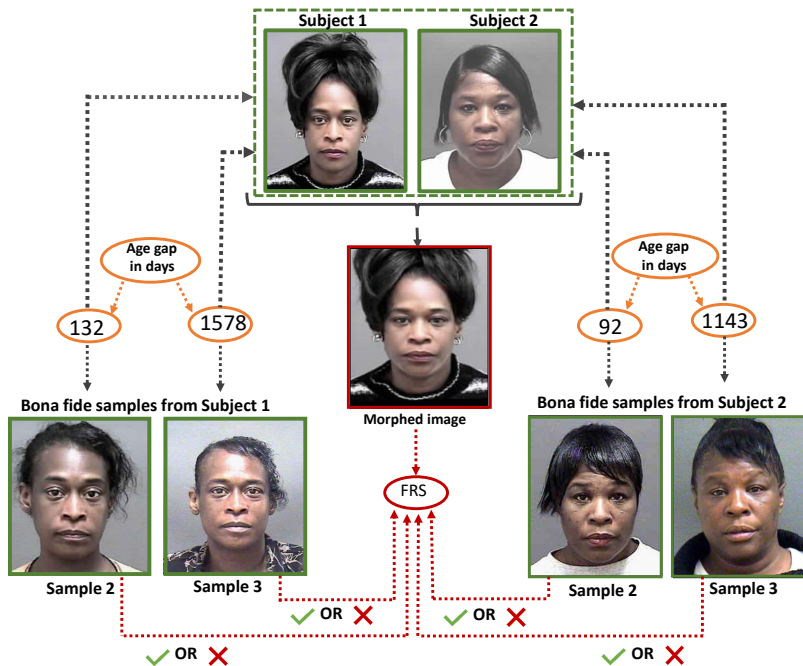 Subject 1
Subject 2
Age gap
in days
132
1578
Age gap
in days
92
1143
Bona fide samples from Subject 1
Morphed image
Bona fide samples from Subject 2
FRS
Sample 2
Sample 3
Sample 2
Sample 3
OR
OR
OR
OR